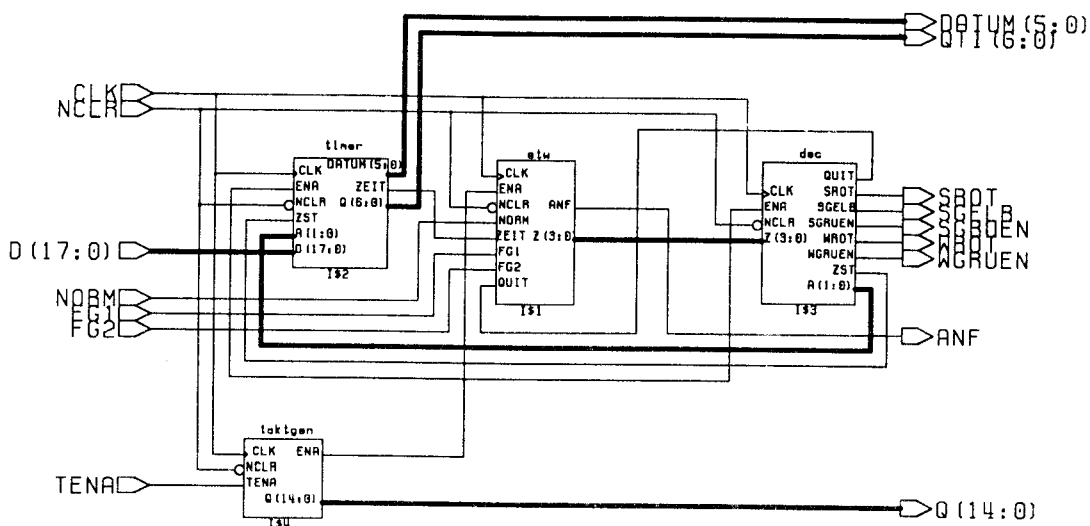 DATUM(5:0)
QTI(6:0)
CLK
NCLR
timer
CLK DATUM(5:0)
ENA ZEIT
NCLR Q(6:0)
ZST
A(1:0)
D(17:0)
I$2
CLK
ENA
NCLR ANF
NORM
ZEIT Z(3:0)
FG1
FG2
QUIT
I$1
dec
QUIT
CLK SROT
ENA SGELB
NCLR SGRUEN
Z(3:0) WROT
WGRUEN
ZST
A(1:0)
I$3
SROT
SGELB
SGRUEN
WROT
WGRUEN
D(17:0)
NORM
FG1
FG2
ANF
taktgen
CLK ENA
NCLR
TENA
Q(14:0)
I$4
TENA
Q(14:0)